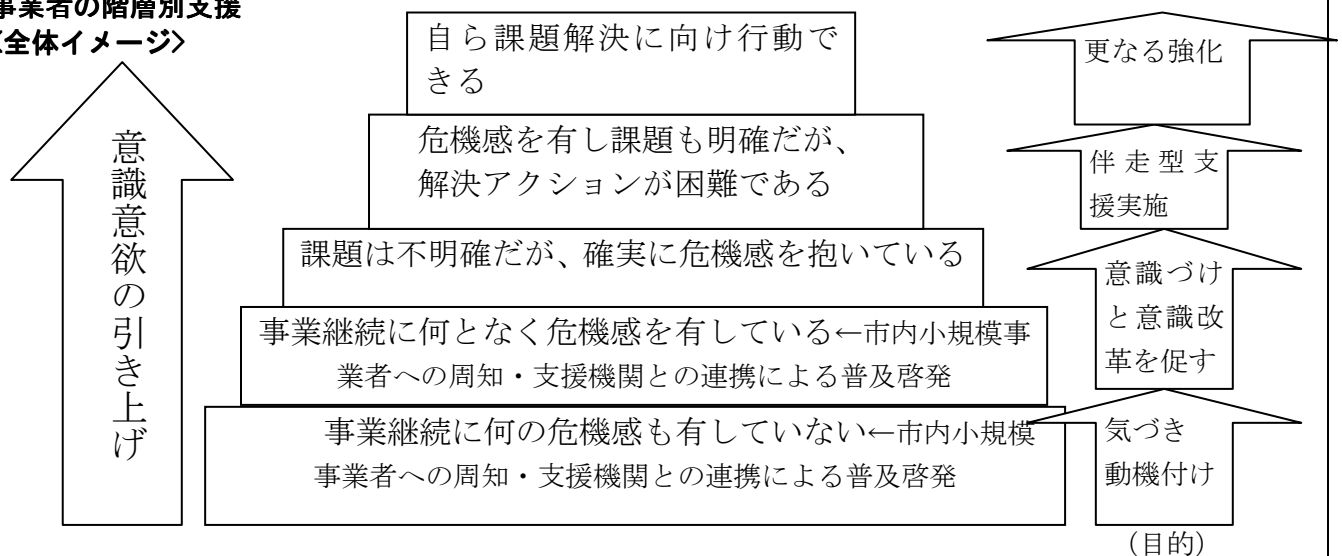 事業者の階層別支援
<全体イメージ>
意識意欲の引き上げ
自ら課題解決に向け行動で
きる
危機感を有し課題も明確だが、
解決アクションが困難である
課題は不明確だが、確実に危機感を抱いている
事業継続に何となく危機感を有している←市内小規模事
業者への周知・支援機関との連携による普及啓発
事業継続に何の危機感も有していない←市内小規模
事業者への周知・支援機関との連携による普及啓発
更なる強化
伴走型支
援実施
意識づけ
と意識改
革を促す
気づき
動機付け
（目的）